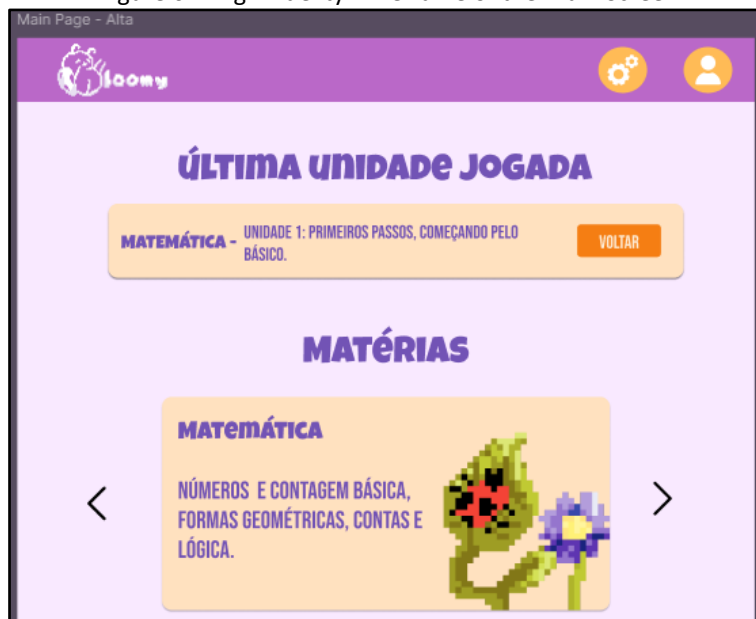 Main Page - Alta
Bloomy
ÚLTIMA UNIDADE JOGADA
MATEMÁTICA - UNIDADE 1: PRIMEIROS PASSOS, COMEÇANDO PELO
BÁSICO.
VOLTAR
MATÉRIAS
MATEMÁTICA
NÚMEROS E CONTAGEM BÁSICA,
FORMAS GEOMÉTRICAS, CONTAS E
LÓGICA.